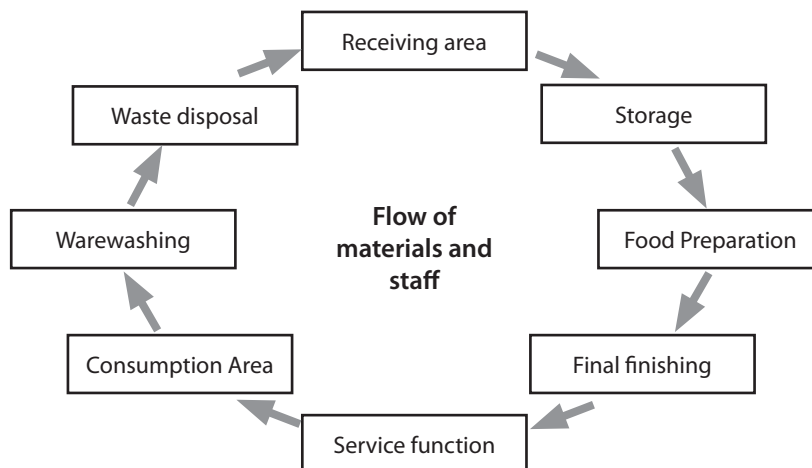 Receiving area
Storage
Food Preparation
Final finishing
Service function
Consumption Area
Warewashing
Waste disposal
Flow of
materials and
staff